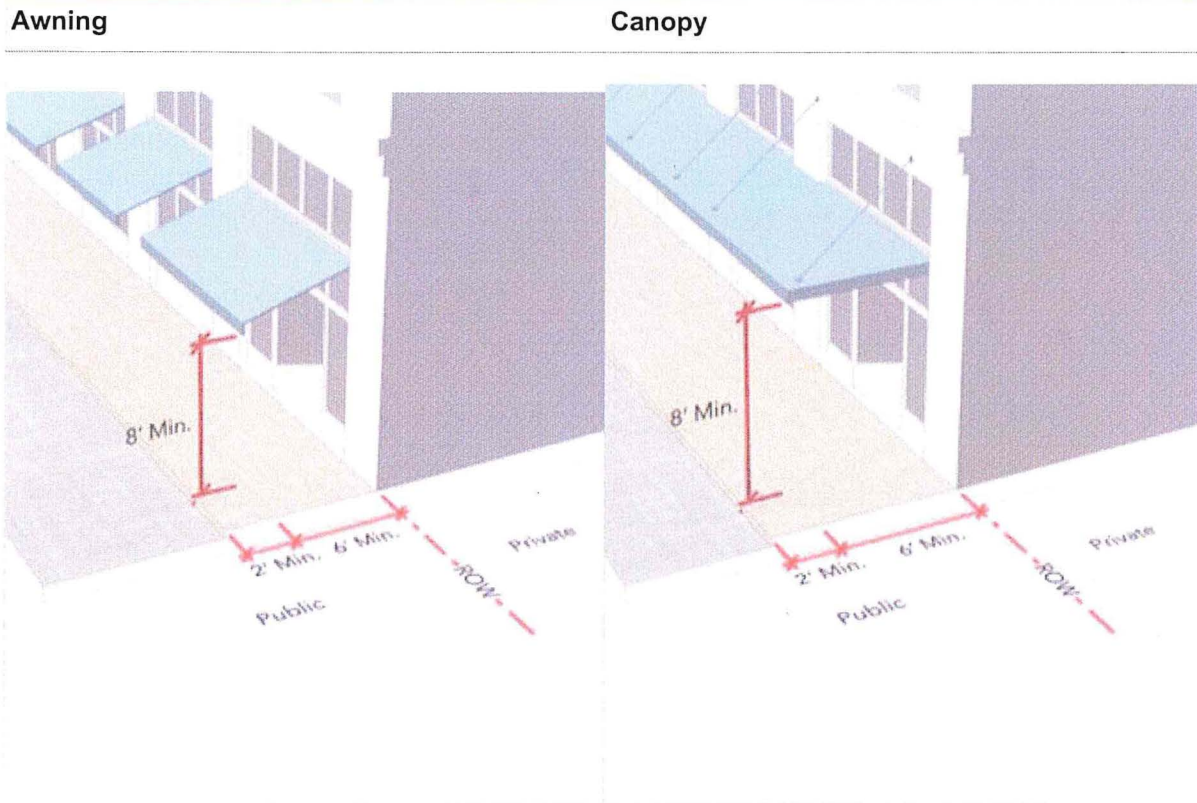 Awning
Canopy
8' Min.
2' Min.
6' Min.
ROW
Public
Private
8' Min.
2' Min.
6' Min.
ROW
Public
Private